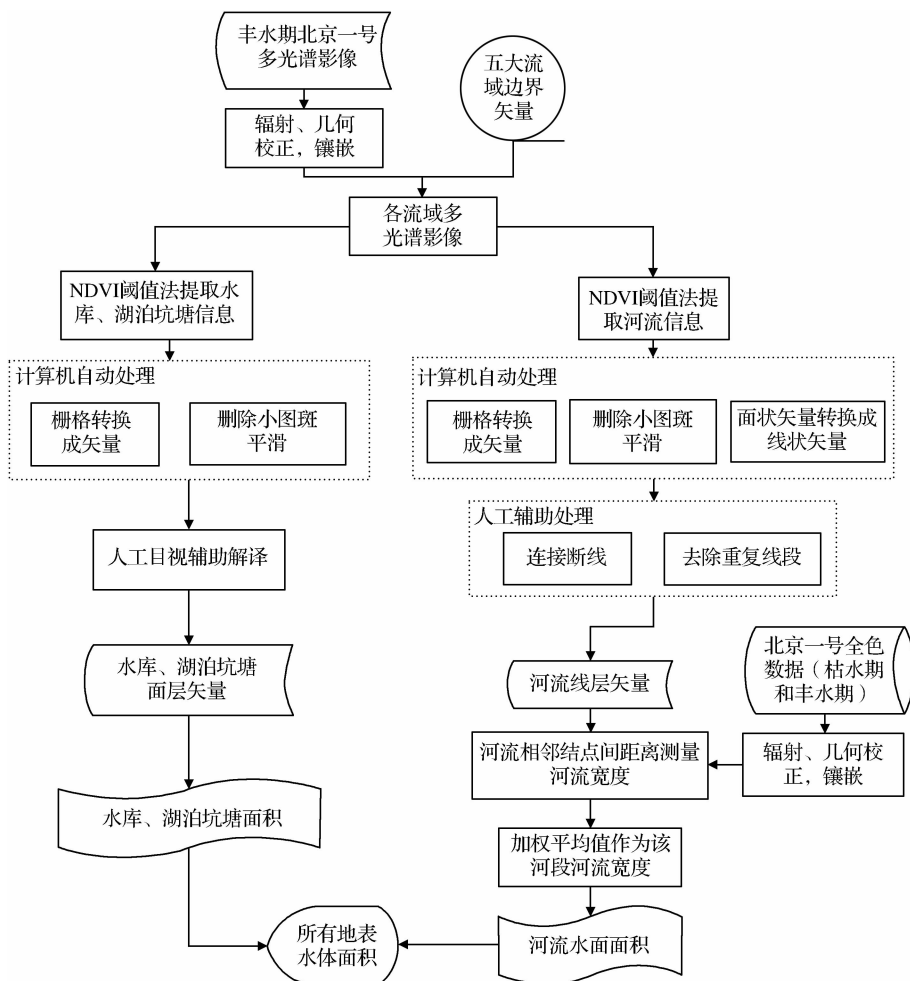 丰水期北京一号
多光谱影像
五大流
域边界
矢量
辐射、几何
校正，镶嵌
各流域多
光谱影像
NDVI阈值法提取水
库、湖泊坑塘信息
NDVI阈值法提
取河流信息
计算机自动处理
栅格转换
成矢量
删除小图斑
平滑
计算机自动处理
栅格转换
成矢量
删除小图斑
平滑
面状矢量转换成
线状矢量
人工辅助处理
连接断线
去除重复线段
人工目视辅助解译
水库、湖泊坑塘
面层矢量
河流线层矢量
北京一号全色
数据（枯水期
和丰水期）
河流相邻结点间距离测量
河流宽度
辐射、几何校
正，镶嵌
水库、湖泊坑塘面积
加权平均值作为该
河段河流宽度
所有地表
水体面积
河流水面面积